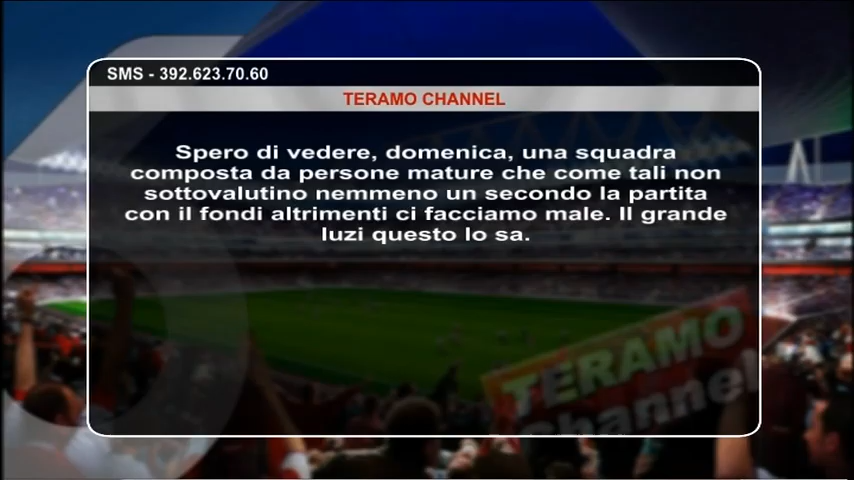 SMS - 392.623.70.60
TERAMO CHANNEL
Spero di vedere, domenica, una squadra
composta da persone mature che come tali non
sottovalutino nemmeno un secondo la partita
con il fondi altrimenti ci facciamo male. Il grande
luzi questo lo sa.
TERAMO
Channel